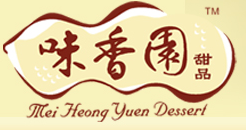 TM
味香園 甜品
Mei Heong Yuen Dessert